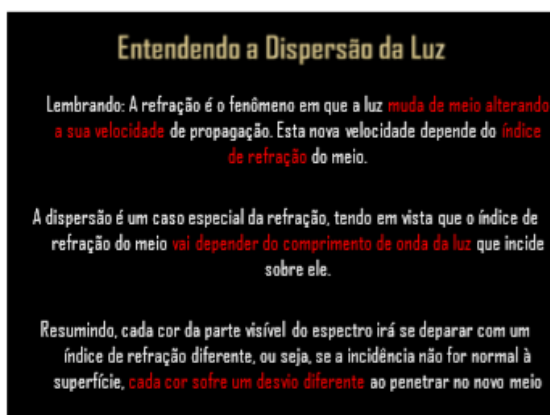 Entendendo a Dispersão da Luz
Lembrando: A refração é o fenômeno em que a luz muda de meio alterando
a sua velocidade de propagação. Esta nova velocidade depende do índice
de refração do meio.
A dispersão é um caso especial da refração, tendo em vista que o índice de
refração do meio vai depender do comprimento de onda da luz que incide
sobre ele.
Resumindo, cada cor da parte visível do espectro irá se deparar com um
índice de refração diferente, ou seja, se a incidência não for normal à
superfície, cada cor sofre um desvio diferente ao penetrar no novo meio